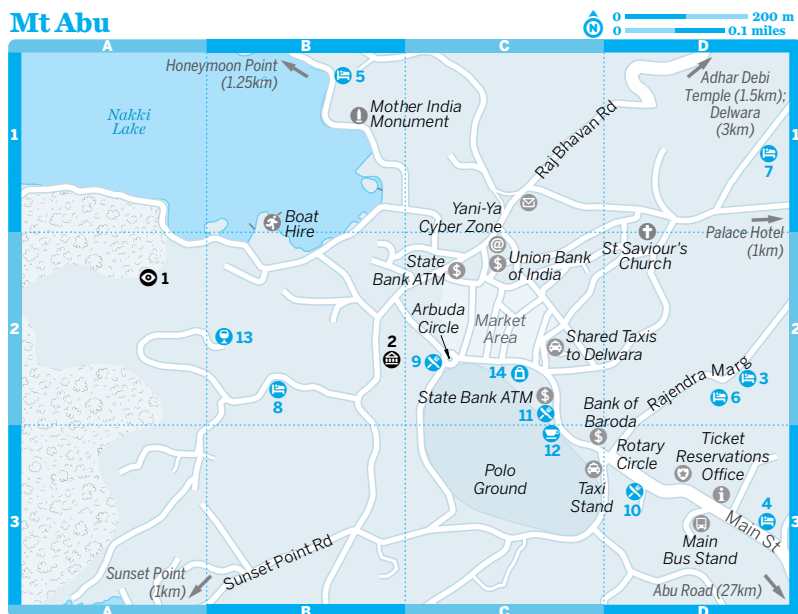 Mt Abu
N
0 200 m
0 0.1 miles
A B C D
1 1
2 2
3 3
A B C D
Honeymoon Point
(1.25km)
5
Mother India
Monument
Nakki
Lake
Adhar Debi
Temple (1.5km);
Delwara
(3km)
7
Raj Bhavan Rd
Yani-Ya
Cyber Zone
@
Boat
Hire
Palace Hotel
(1km)
St Saviour's
Church
State
Bank ATM
$
$
Union Bank
of India
1
Arbuda
Circle
Market
Area
Shared Taxis
to Delwara
13
2
9
14
8
State Bank ATM
$
11
12
Rajendra Marg
3
6
Bank of
Baroda
$
Rotary
Circle
Ticket
Reservations
Office
i
Polo
Ground
Taxi
Stand
10
4
Main St
Main
Bus Stand
Sunset Point Rd
Sunset Point
(1km)
Abu Road (27km)